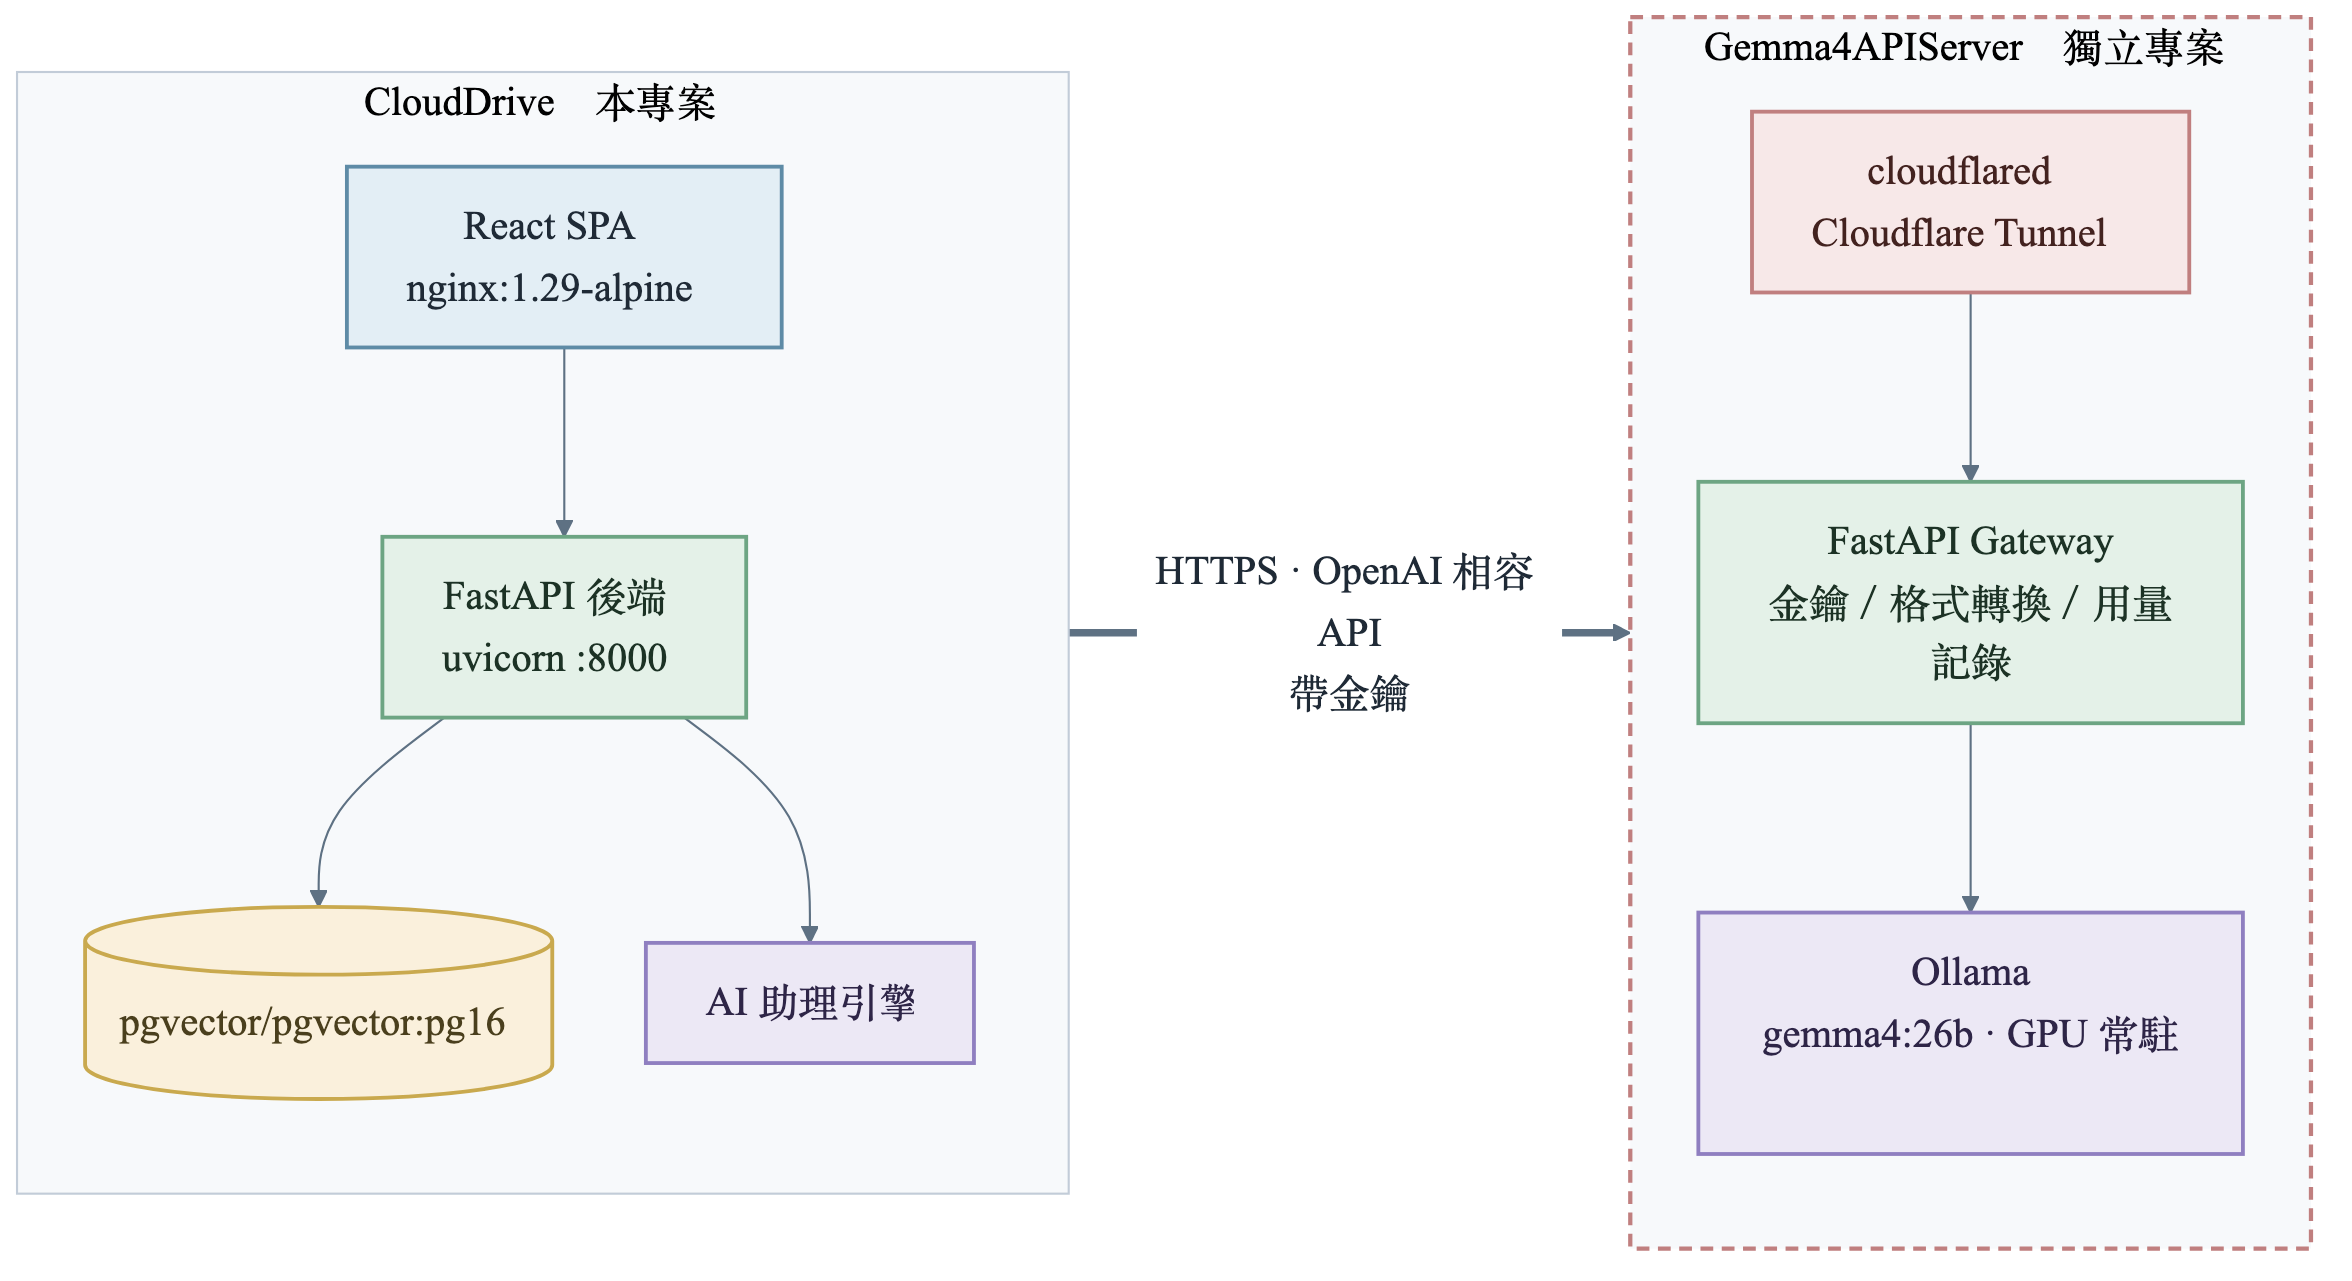 CloudDrive　本專案
React SPA
nginx:1.29-alpine
FastAPI 後端
uvicorn :8000
pgvector/pgvector:pg16
AI 助理引擎
HTTPS · OpenAI 相容
API
帶金鑰
Gemma4APIServer　獨立專案
cloudflared
Cloudflare Tunnel
FastAPI Gateway
金鑰 / 格式轉換 / 用量
記錄
Ollama
gemma4:26b · GPU 常駐